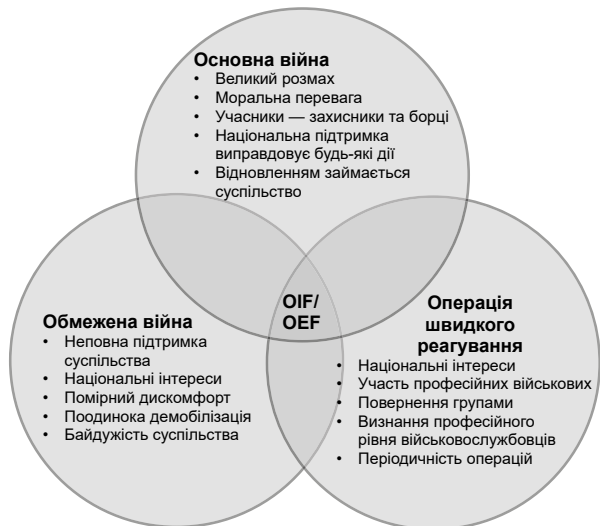 Основна війна
• Великий розмах
• Моральна перевага
• Учасники — захисники та борці
• Національна підтримка
виправдовує будь-які дії
• Відновленням займається
суспільство
OIF/
OEF
Обмежена війна
• Неповна підтримка
суспільства
• Національні інтереси
• Помірний дискомфорт
• Поодинока демобілізація
• Байдужість суспільства
Операція
швидкого
реагування
• Національні інтереси
• Участь професійних військових
• Повернення групами
• Визнання професійного
рівня військовослужбовців
• Періодичність операцій